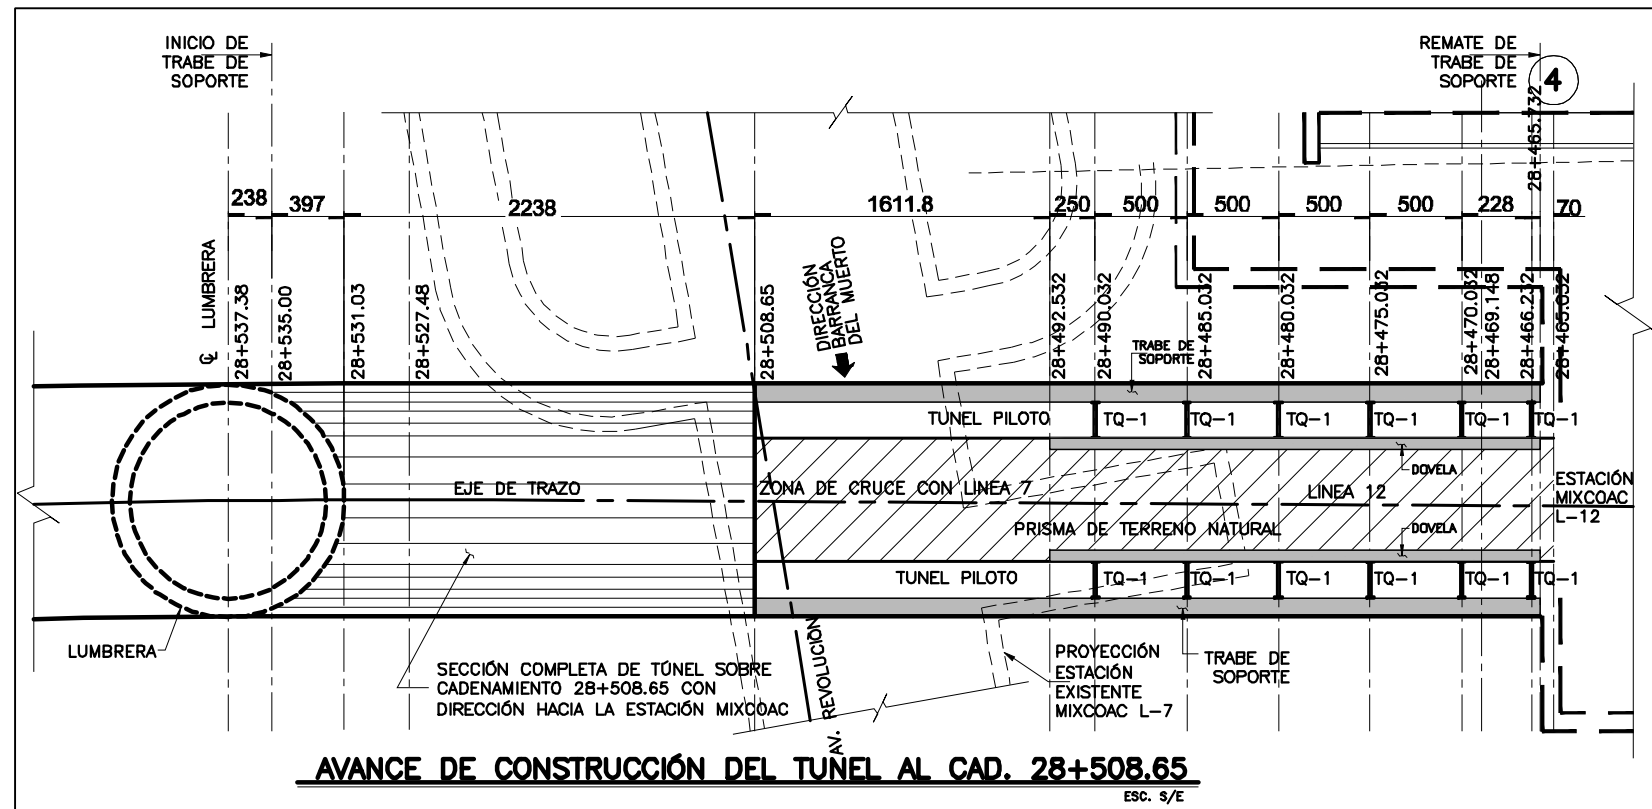 INICIO DE
TRABE DE
SOPORTE
REMATE DE
TRABE DE
SOPORTE
4
28+465.732
238
397
2238
1611.8
250
500
500
500
500
228
70
℄ LUMBRERA
28+537.38
28+535.00
28+531.03
28+527.48
28+508.65
DIRECCIÓN
BARRANCA
DEL MUERTO
28+492.532
28+490.032
28+485.032
28+480.032
28+475.032
28+470.032
28+469.148
28+466.232
28+465.032
TRABE DE
SOPORTE
TUNEL PILOTO
TQ-1
TQ-1
TQ-1
TQ-1
TQ-1
TQ-1
DOVELA
EJE DE TRAZO
ZONA DE CRUCE CON LINEA 7
LINEA 12
ESTACIÓN
MIXCOAC
L-12
PRISMA DE TERRENO NATURAL
DOVELA
TUNEL PILOTO
TQ-1
TQ-1
TQ-1
TQ-1
TQ-1
TQ-1
LUMBRERA
SECCIÓN COMPLETA DE TÚNEL SOBRE
CADENAMIENTO 28+508.65 CON
DIRECCIÓN HACIA LA ESTACIÓN MIXCOAC
AV. REVOLUCIÓN
PROYECCIÓN
ESTACIÓN
EXISTENTE
MIXCOAC L-7
TRABE DE
SOPORTE
AVANCE DE CONSTRUCCIÓN DEL TUNEL AL CAD. 28+508.65
ESC. S/E